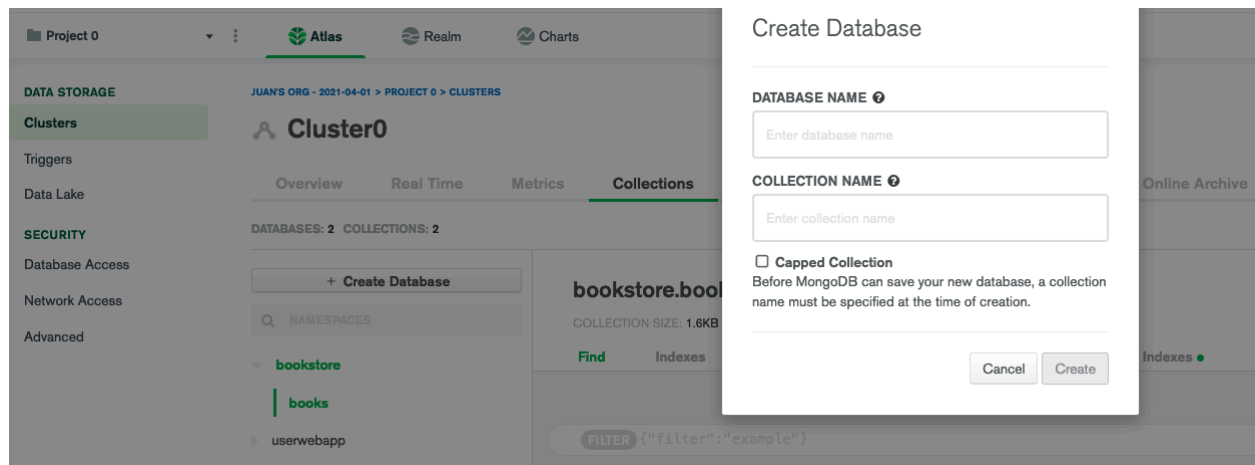 Project 0
Atlas
Realm
Charts
DATA STORAGE
Clusters
Triggers
Data Lake
SECURITY
Database Access
Network Access
Advanced
JUAN'S ORG - 2021-04-01 > PROJECT 0 > CLUSTERS
Cluster0
Overview Real Time Metrics Collections Online Archive
DATABASES: 2 COLLECTIONS: 2
+ Create Database
NAMESPACES
bookstore
books
userwebapp
bookstore.boo
COLLECTION SIZE: 1.6KB
Find Indexes Indexes
FILTER {"filter":"example"}
Create Database
DATABASE NAME
Enter database name
COLLECTION NAME
Enter collection name
Capped Collection
Before MongoDB can save your new database, a collection
name must be specified at the time of creation.
Cancel Create